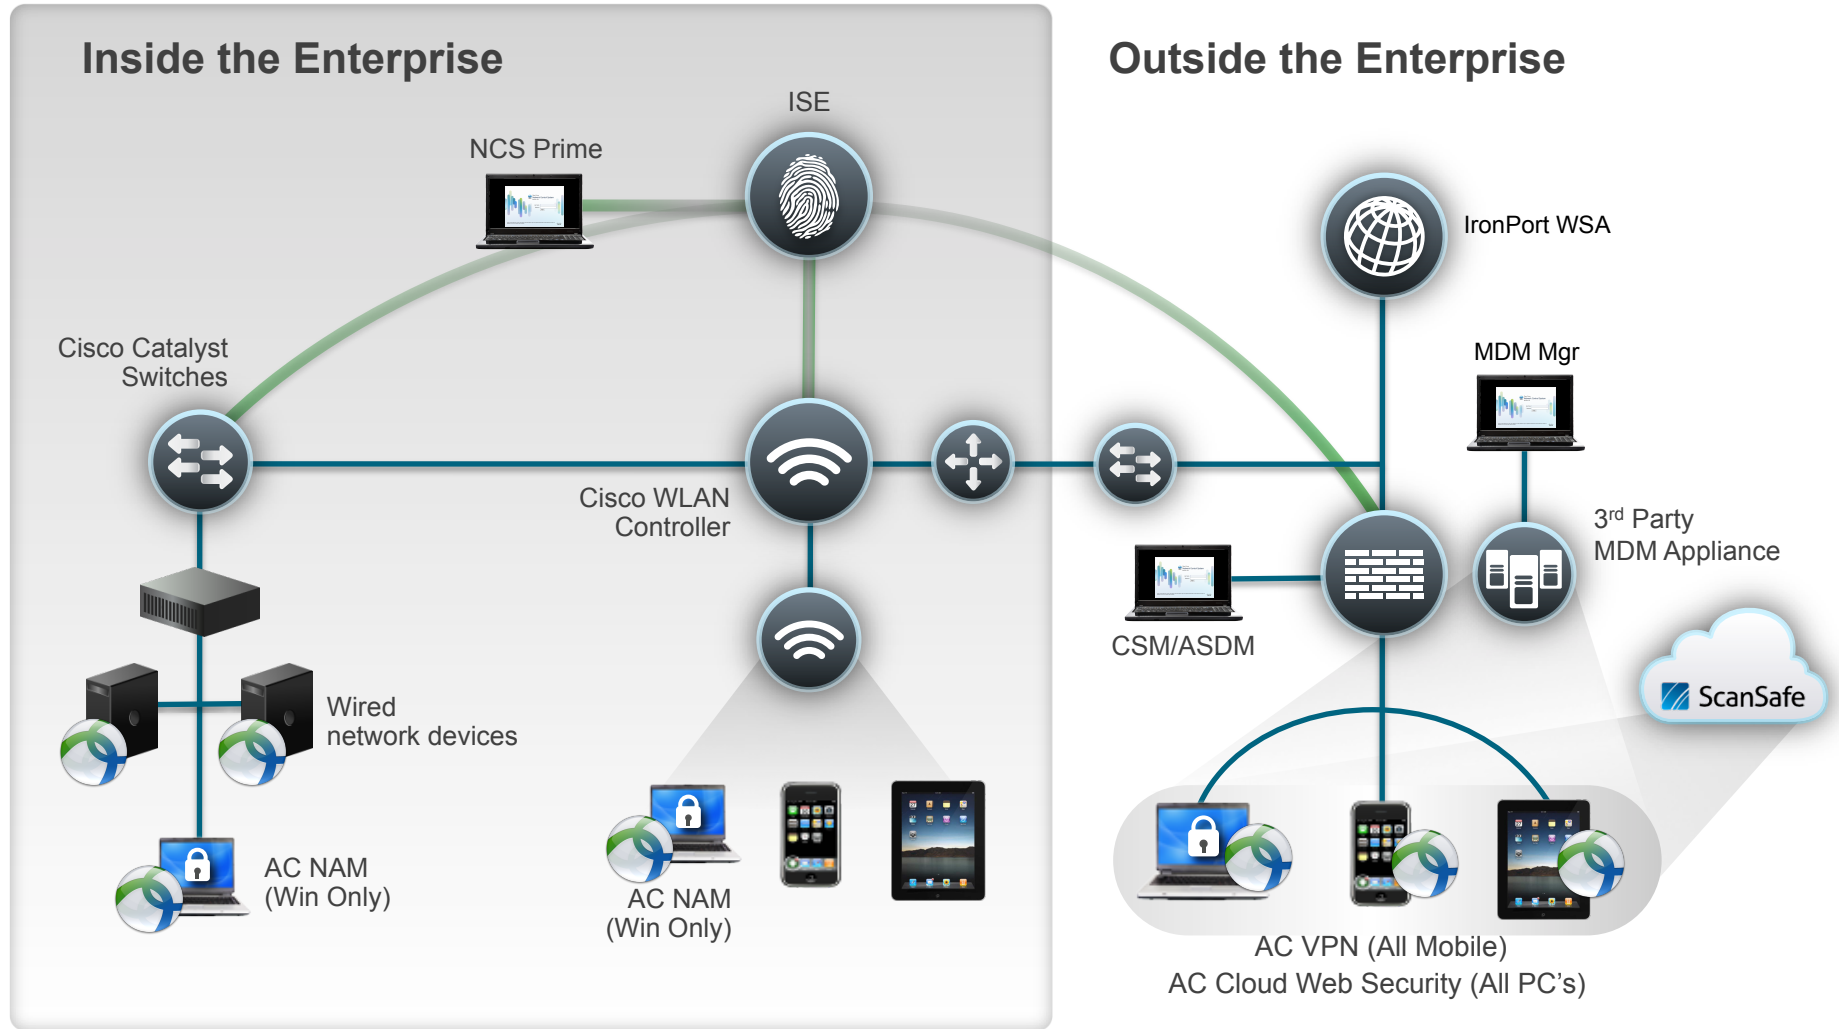 Inside the Enterprise
Outside the Enterprise
ISE
NCS Prime
IronPort WSA
Cisco Catalyst
Switches
MDM Mgr
Cisco WLAN
Controller
3rd Party
MDM Appliance
CSM/ASDM
ScanSafe
Wired
network devices
AC NAM
(Win Only)
AC NAM
(Win Only)
AC VPN (All Mobile)
AC Cloud Web Security (All PC's)